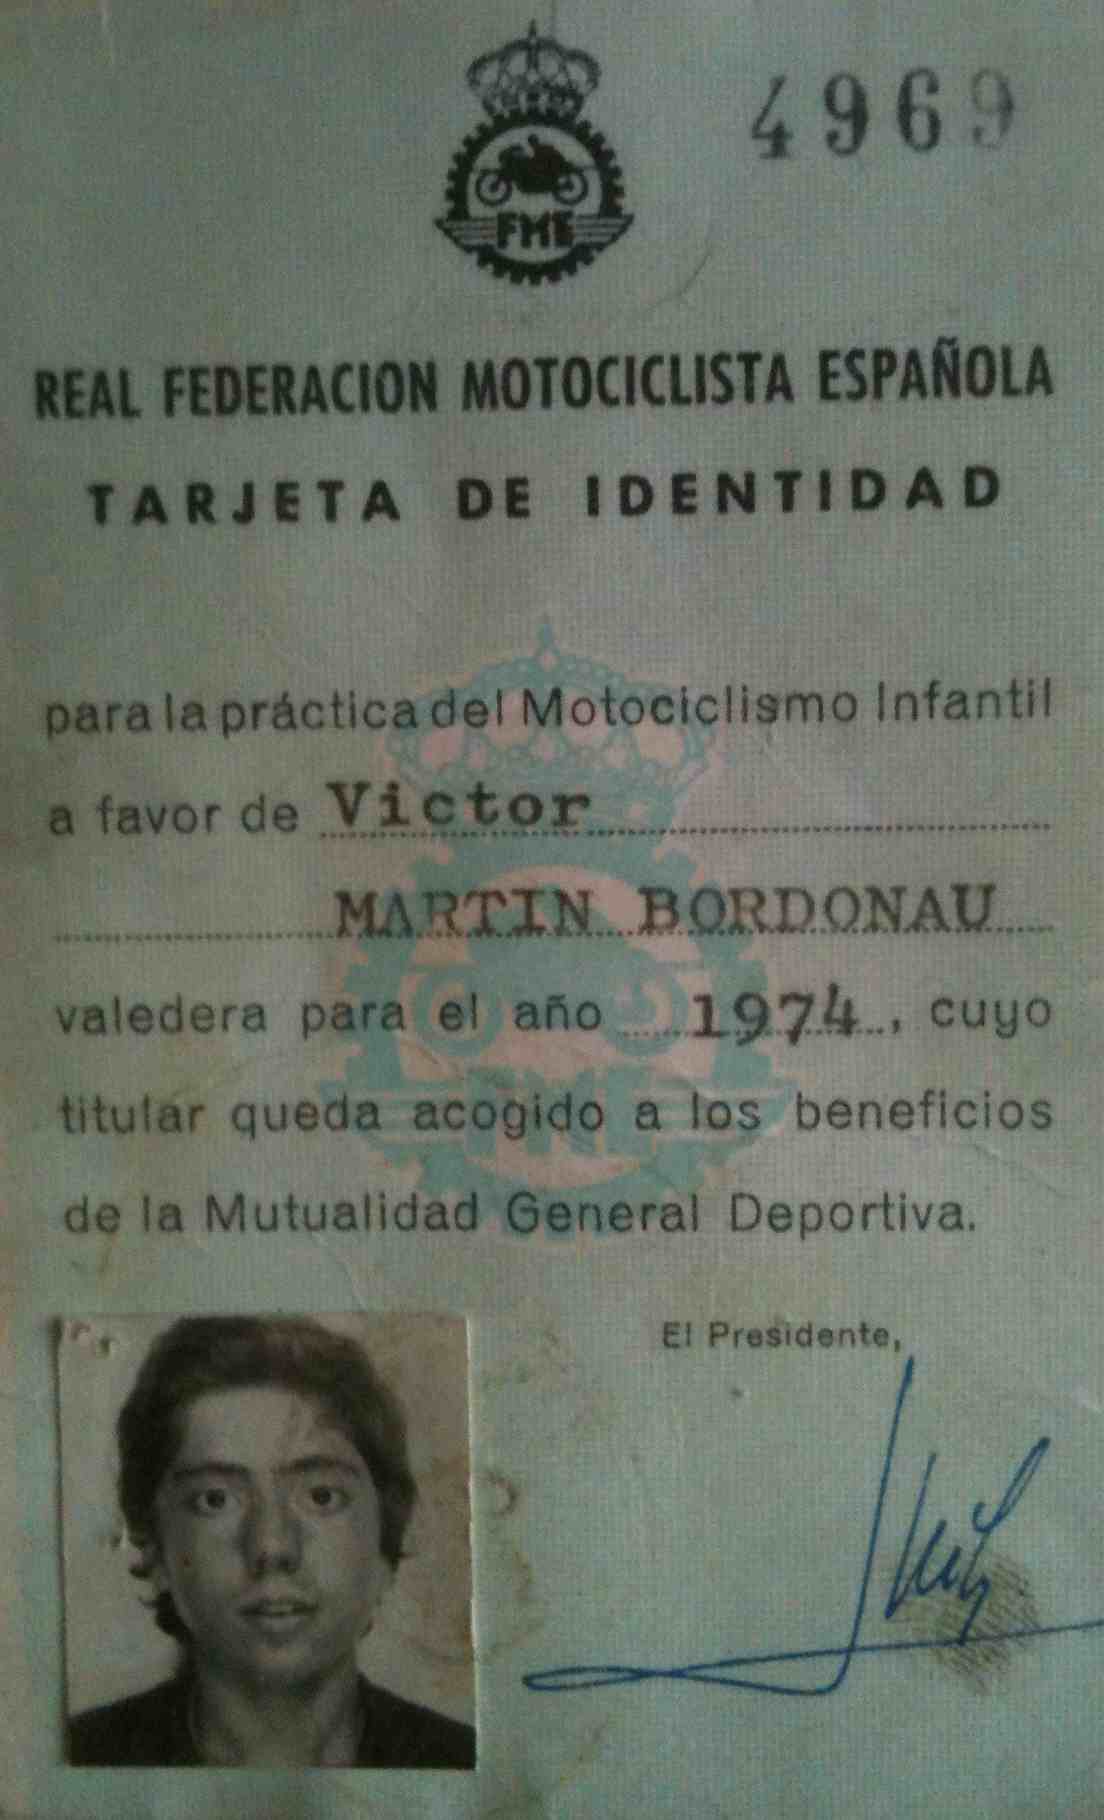 4969
FME
REAL FEDERACION MOTOCICLISTA ESPAÑOLA
TARJETA DE IDENTIDAD
para la práctica del Motociclismo Infantil
a favor de Victor
MARTIN BORDONAU
valedera para el año 1974, cuyo
titular queda acogido a los beneficios
de la Mutualidad General Deportiva.
El Presidente,